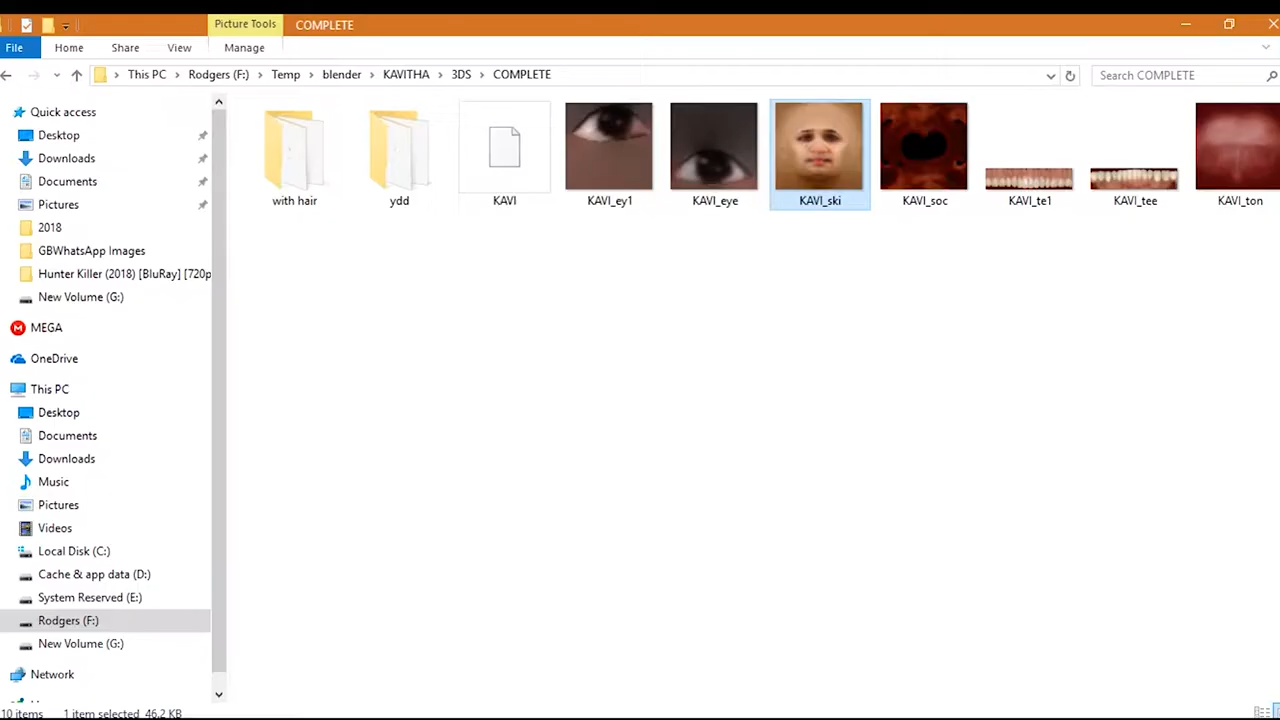 Picture Tools COMPLETE
File Home Share View Manage
This PC Rodgers (F:) Temp blender KAVITHA 3DS COMPLETE Search COMPLETE
Quick access
Desktop
Downloads
Documents
Pictures
2018
GBWhatsApp Images
Hunter Killer (2018) [BluRay] [720p
New Volume (G:)
MEGA
OneDrive
This PC
Desktop
Documents
Downloads
Music
Pictures
Videos
Local Disk (C:)
Cache & app data (D:)
System Reserved (E:)
Rodgers (F:)
New Volume (G:)
Network
with hair ydd KAVI KAVI_ey1 KAVI_eye KAVI_ski KAVI_soc KAVI_te1 KAVI_tee KAVI_ton
10 items 1 item selected 46.2 KB